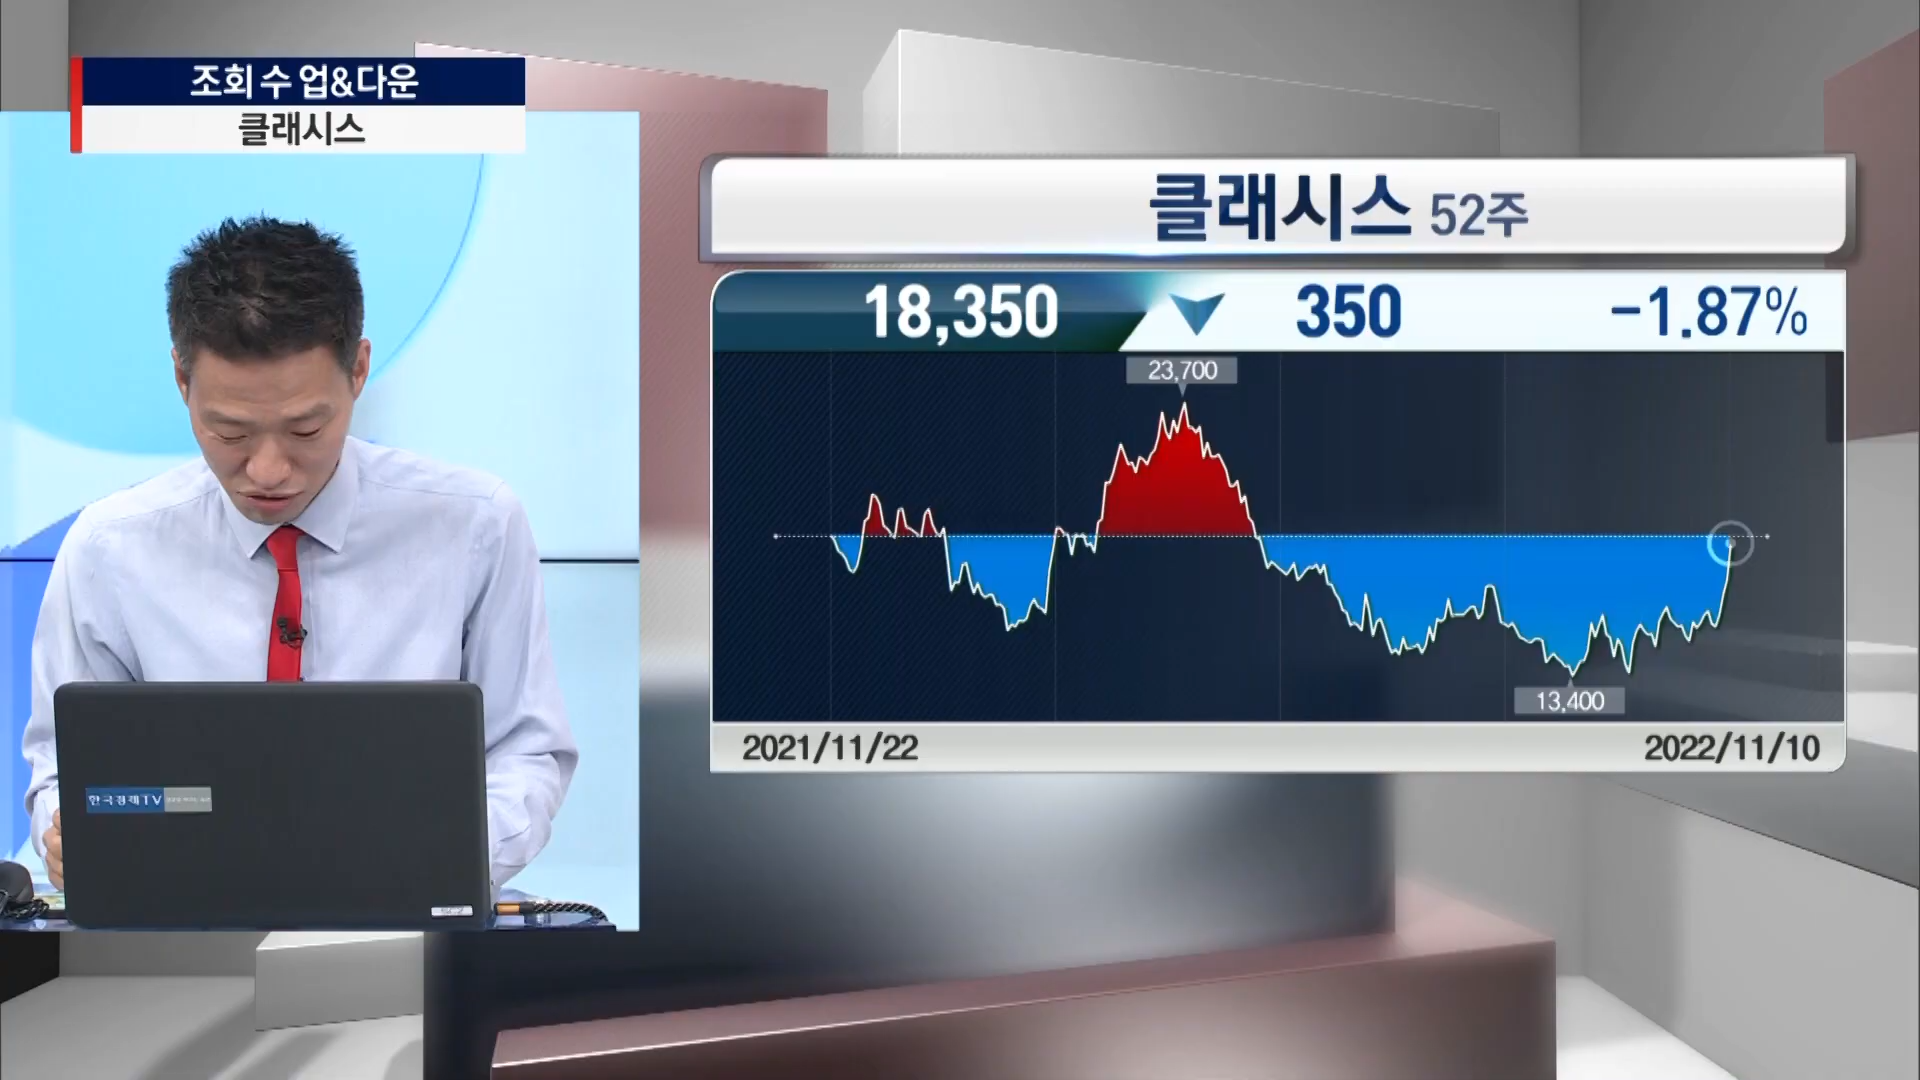 조회 수 업&다운
클래시스
클래시스 52주
18,350 350 -1.87%
23,700
13,400
2021/11/22 2022/11/10
한국경제TV